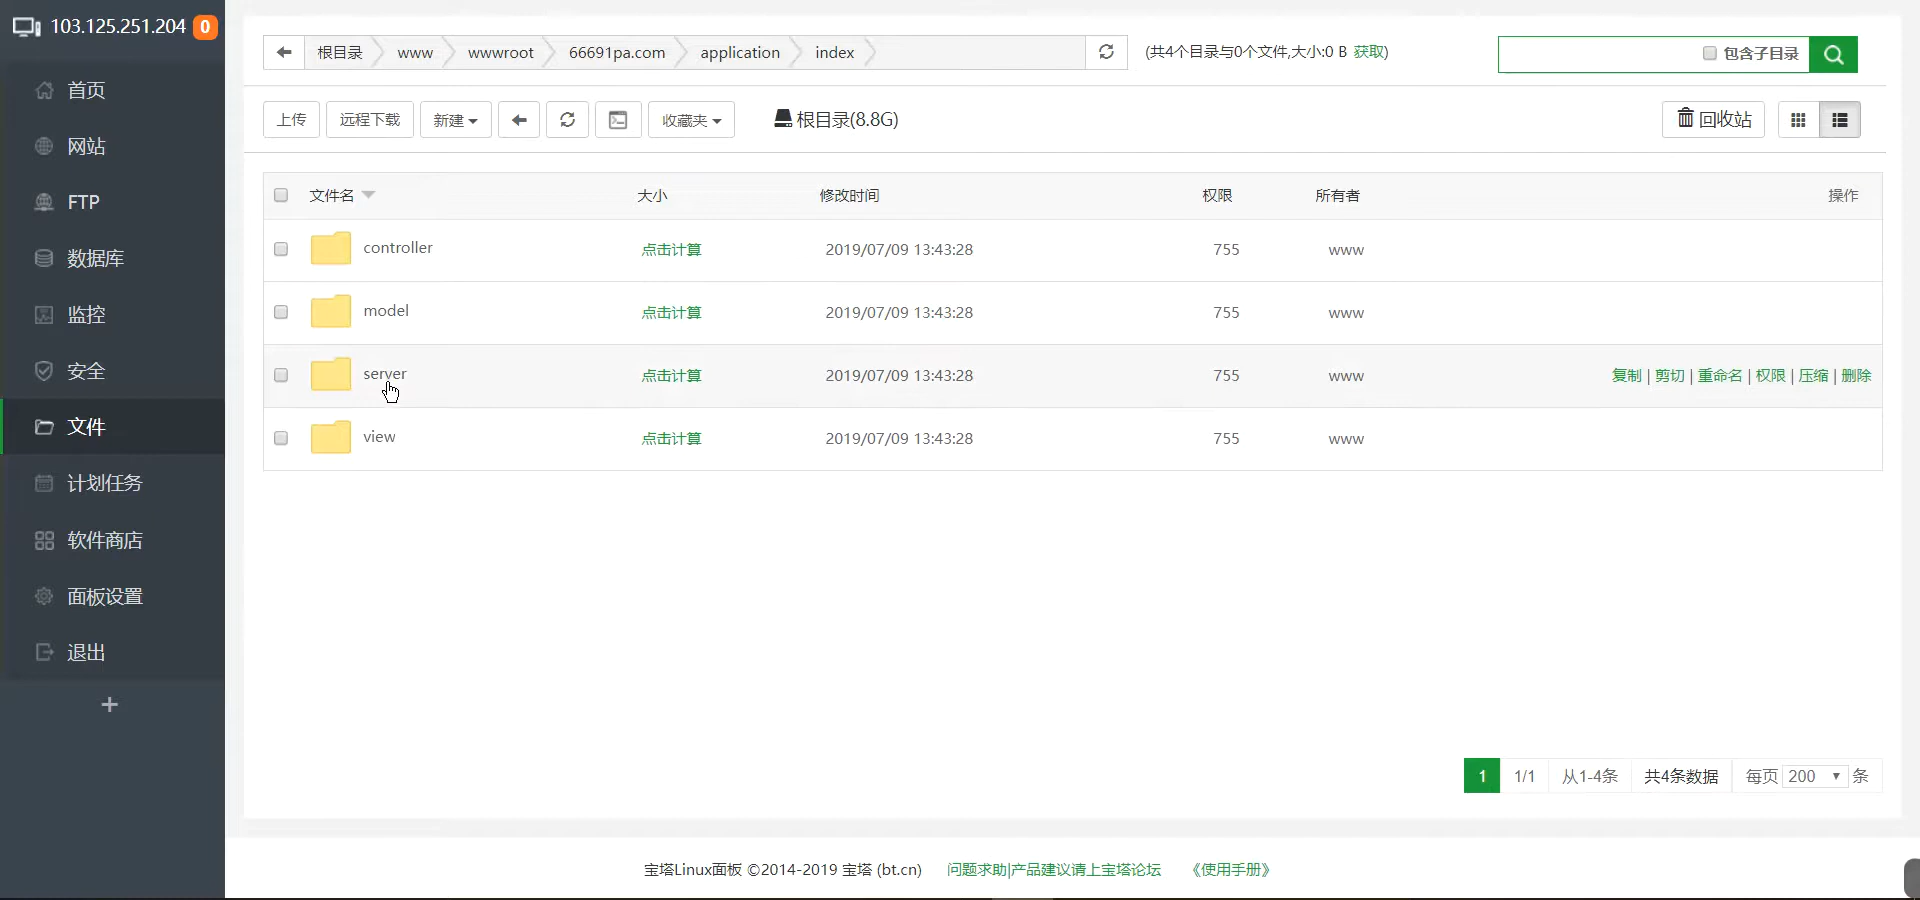 103.125.251.204 0
首页
网站
FTP
数据库
监控
安全
文件
计划任务
软件商店
面板设置
退出
根目录 www wwwroot 66691pa.com application index
(共4个目录与0个文件,大小:0 B 获取)
包含子目录
上传 远程下载 新建 收藏夹 根目录(8.8G) 回收站
文件名 大小 修改时间 权限 所有者 操作
controller 点击计算 2019/07/09 13:43:28 755 www
model 点击计算 2019/07/09 13:43:28 755 www
server 点击计算 2019/07/09 13:43:28 755 www 复制 | 剪切 | 重命名 | 权限 | 压缩 | 删除
view 点击计算 2019/07/09 13:43:28 755 www
1 1/1 从1-4条 共4条数据 每页 200 条
宝塔Linux面板 ©2014-2019 宝塔 (bt.cn) 问题求助|产品建议请上宝塔论坛 《使用手册》